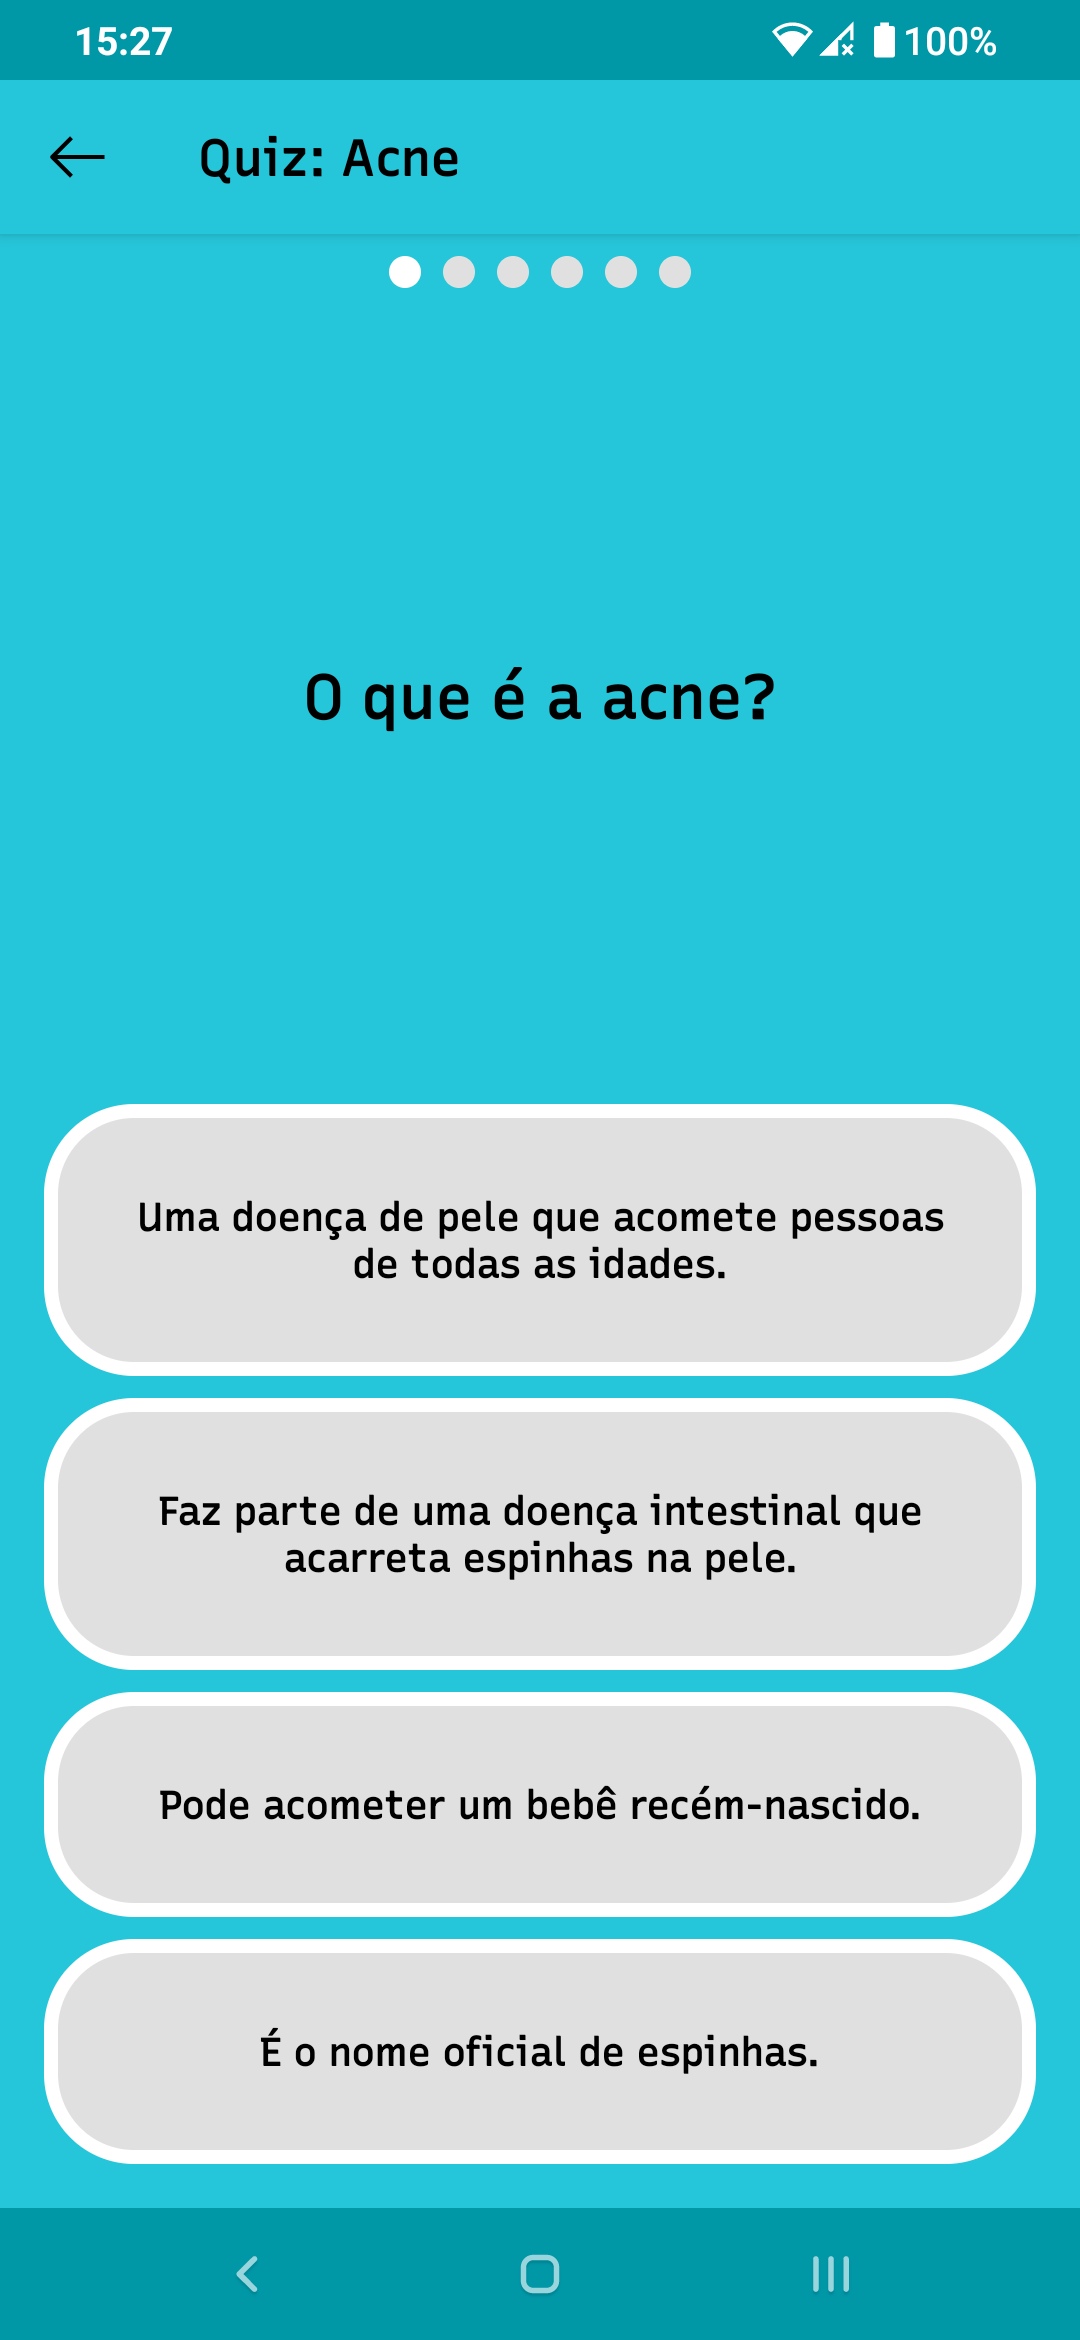 15:27
100%
Quiz: Acne
O que é a acne?
Uma doença de pele que acomete pessoas
de todas as idades.
Faz parte de uma doença intestinal que
acarreta espinhas na pele.
Pode acometer um bebê recém-nascido.
É o nome oficial de espinhas.